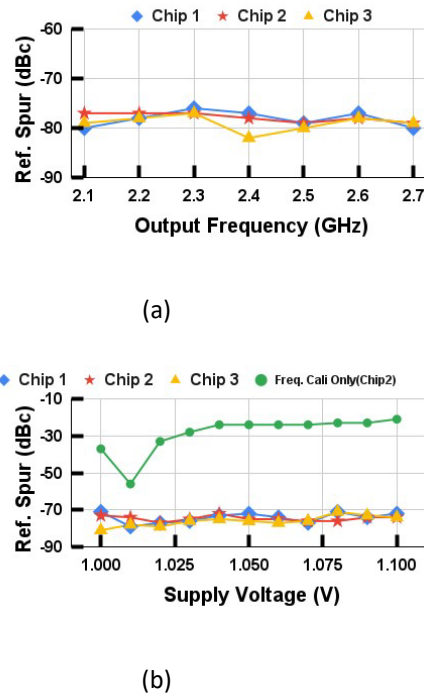 Chip 1 Chip 2 Chip 3
-60
-70
-80
-90
Ref. Spur (dBc)
2.1 2.2 2.3 2.4 2.5 2.6 2.7
Output Frequency (GHz)
(a)
Chip 1 Chip 2 Chip 3 Freq. Cali Only(Chip2)
-10
-30
-50
-70
-90
Ref. Spur (dBc)
1.000 1.025 1.050 1.075 1.100
Supply Voltage (V)
(b)